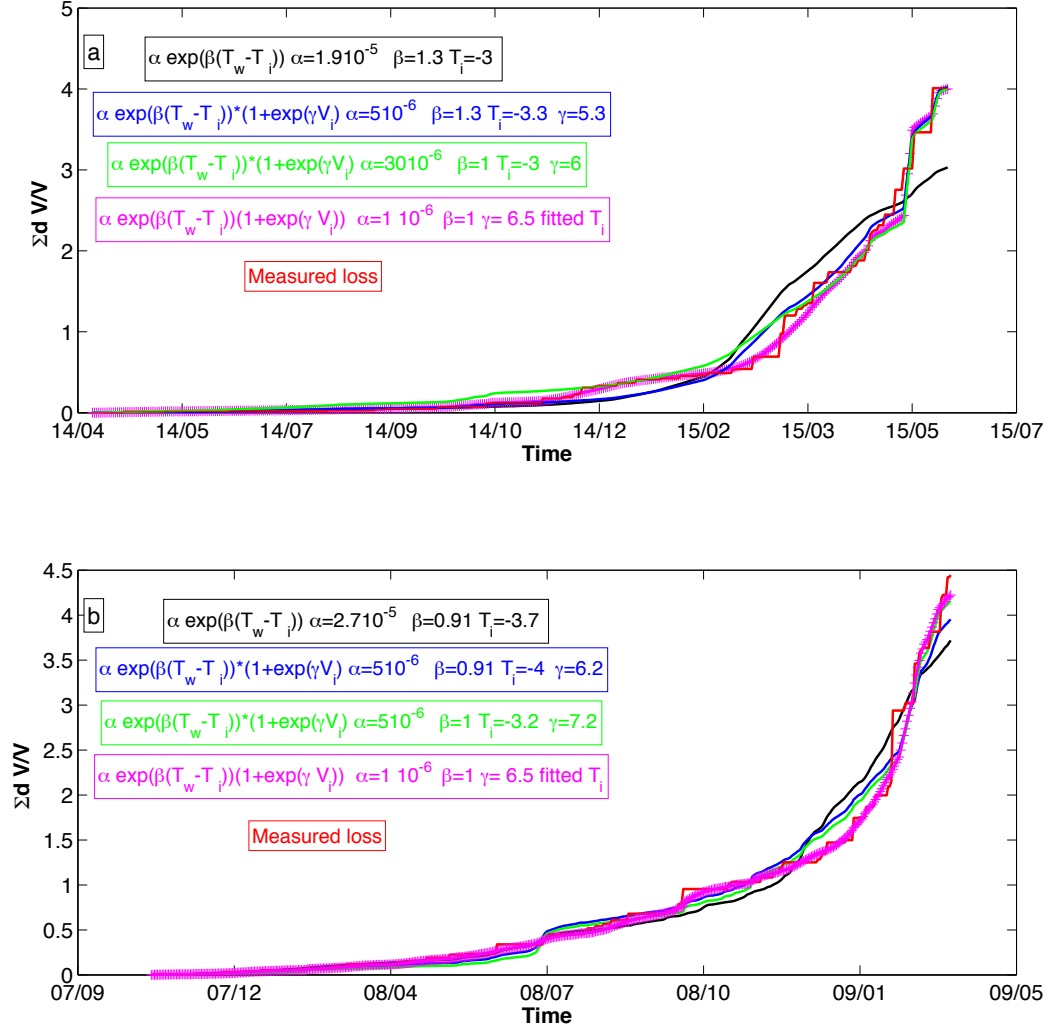 5
a
α exp(β(T_w-T_i)) α=1.910^-5 β=1.3 T_i=-3
4
α exp(β(T_w-T_i))*(1+exp(γV_i) α=510^-6 β=1.3 T_i=-3.3 γ=5.3
3
α exp(β(T_w-T_i))*(1+exp(γV_i) α=3010^-6 β=1 T_i=-3 γ=6
Σd V/V
α exp(β(T_w-T_i))(1+exp(γ V_i)) α=1 10^-6 β=1 γ= 6.5 fitted T_i
2
Measured loss
1
0
14/04 14/05 14/07 14/09 14/10 14/12 15/02 15/03 15/05 15/07
Time
4.5
b
α exp(β(T_w-T_i)) α=2.710^-5 β=0.91 T_i=-3.7
4
α exp(β(T_w-T_i))*(1+exp(γV_i) α=510^-6 β=0.91 T_i=-4 γ=6.2
3.5
3
α exp(β(T_w-T_i))*(1+exp(γV_i) α=510^-6 β=1 T_i=-3.2 γ=7.2
2.5
Σd V/V
α exp(β(T_w-T_i))(1+exp(γ V_i)) α=1 10^-6 β=1 γ= 6.5 fitted T_i
2
Measured loss
1.5
1
0.5
0
07/09 07/12 08/04 08/07 08/10 09/01 09/05
Time